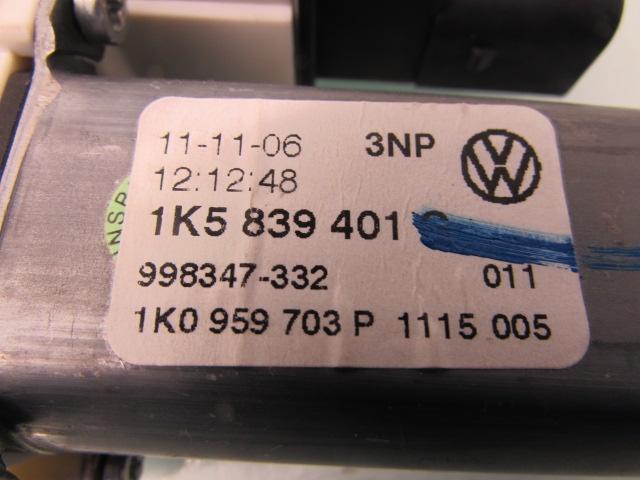 11-11-06 3NP
12:12:48
1K5 839 401
998347-332 011
1K0 959 703 P 1115 005